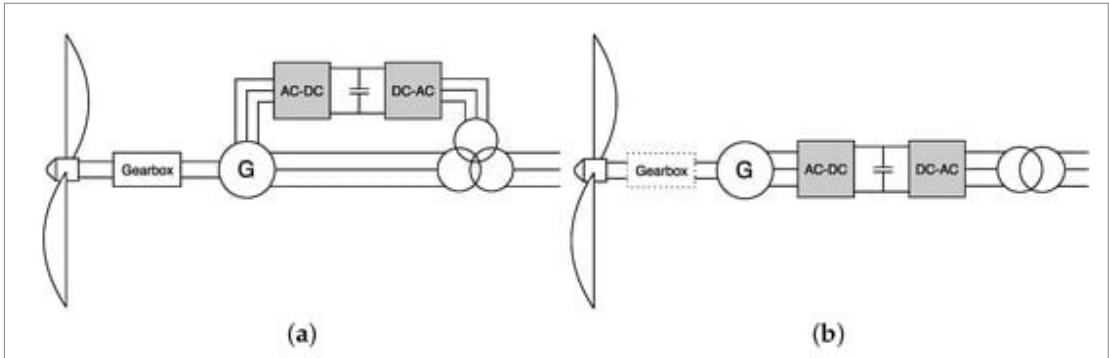 AC-DC DC-AC
Gearbox G
Gearbox G AC-DC DC-AC
(a) (b)